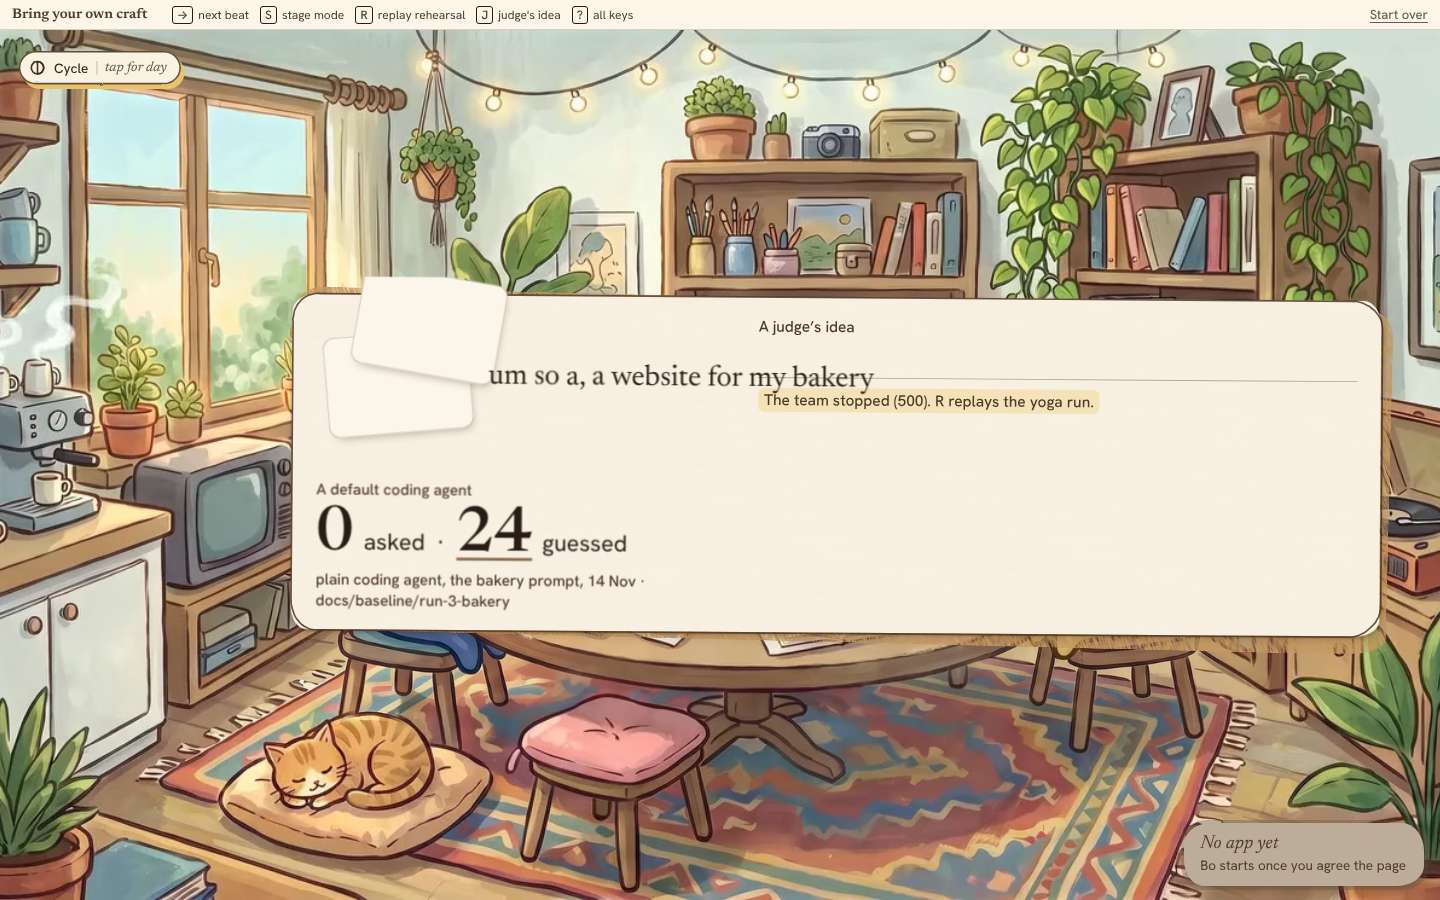 Bring your own craft → next beat S stage mode R replay rehearsal J judge's idea ? all keys Start over
Cycle | tap for day
A judge's idea
um so a, a website for my bakery
The team stopped (500). R replays the yoga run.
A default coding agent
0 asked · 24 guessed
plain coding agent, the bakery prompt, 14 Nov ·
docs/baseline/run-3-bakery
No app yet
Bo starts once you agree the page